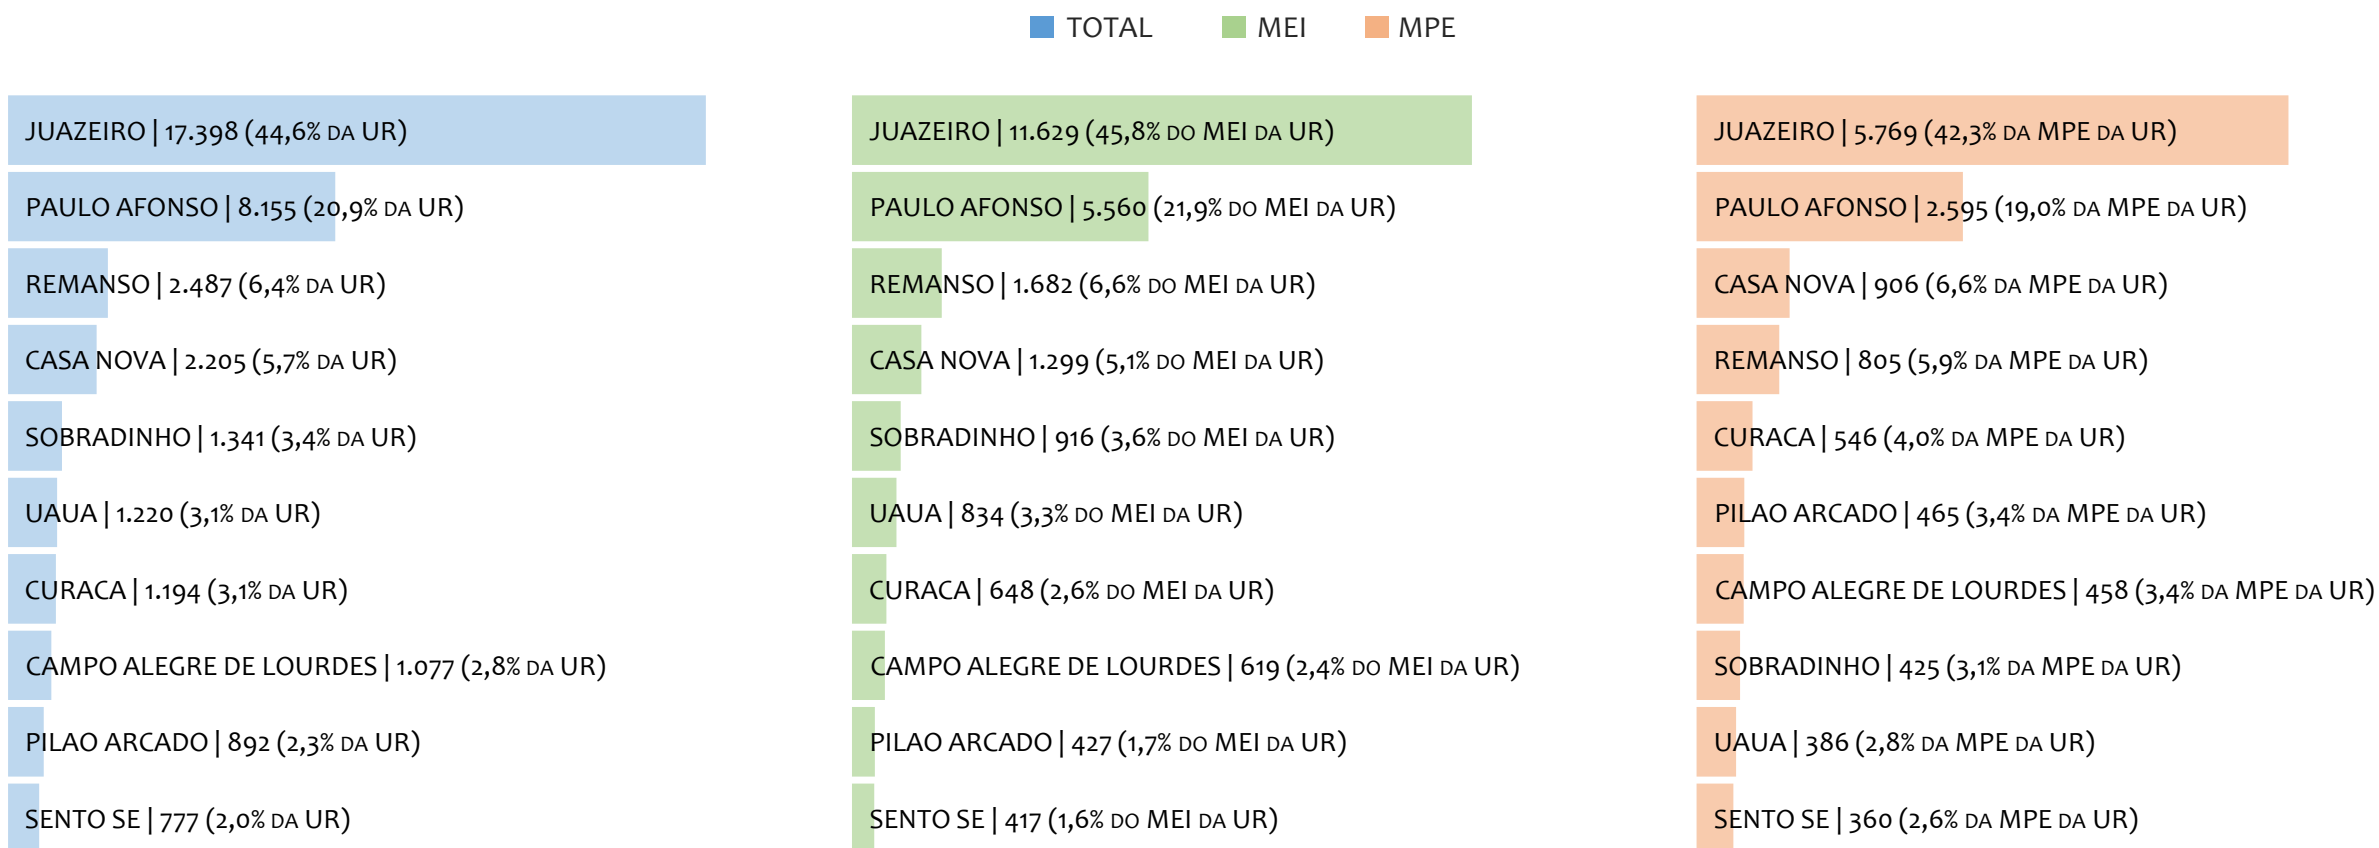 TOTAL MEI MPE
JUAZEIRO | 17.398 (44,6% DA UR)
PAULO AFONSO | 8.155 (20,9% DA UR)
REMANSO | 2.487 (6,4% DA UR)
CASA NOVA | 2.205 (5,7% DA UR)
SOBRADINHO | 1.341 (3,4% DA UR)
UAUA | 1.220 (3,1% DA UR)
CURACA | 1.194 (3,1% DA UR)
CAMPO ALEGRE DE LOURDES | 1.077 (2,8% DA UR)
PILAO ARCADO | 892 (2,3% DA UR)
SENTO SE | 777 (2,0% DA UR)
JUAZEIRO | 11.629 (45,8% DO MEI DA UR)
PAULO AFONSO | 5.560 (21,9% DO MEI DA UR)
REMANSO | 1.682 (6,6% DO MEI DA UR)
CASA NOVA | 1.299 (5,1% DO MEI DA UR)
SOBRADINHO | 916 (3,6% DO MEI DA UR)
UAUA | 834 (3,3% DO MEI DA UR)
CURACA | 648 (2,6% DO MEI DA UR)
CAMPO ALEGRE DE LOURDES | 619 (2,4% DO MEI DA UR)
PILAO ARCADO | 427 (1,7% DO MEI DA UR)
SENTO SE | 417 (1,6% DO MEI DA UR)
JUAZEIRO | 5.769 (42,3% DA MPE DA UR)
PAULO AFONSO | 2.595 (19,0% DA MPE DA UR)
CASA NOVA | 906 (6,6% DA MPE DA UR)
REMANSO | 805 (5,9% DA MPE DA UR)
CURACA | 546 (4,0% DA MPE DA UR)
PILAO ARCADO | 465 (3,4% DA MPE DA UR)
CAMPO ALEGRE DE LOURDES | 458 (3,4% DA MPE DA UR)
SOBRADINHO | 425 (3,1% DA MPE DA UR)
UAUA | 386 (2,8% DA MPE DA UR)
SENTO SE | 360 (2,6% DA MPE DA UR)